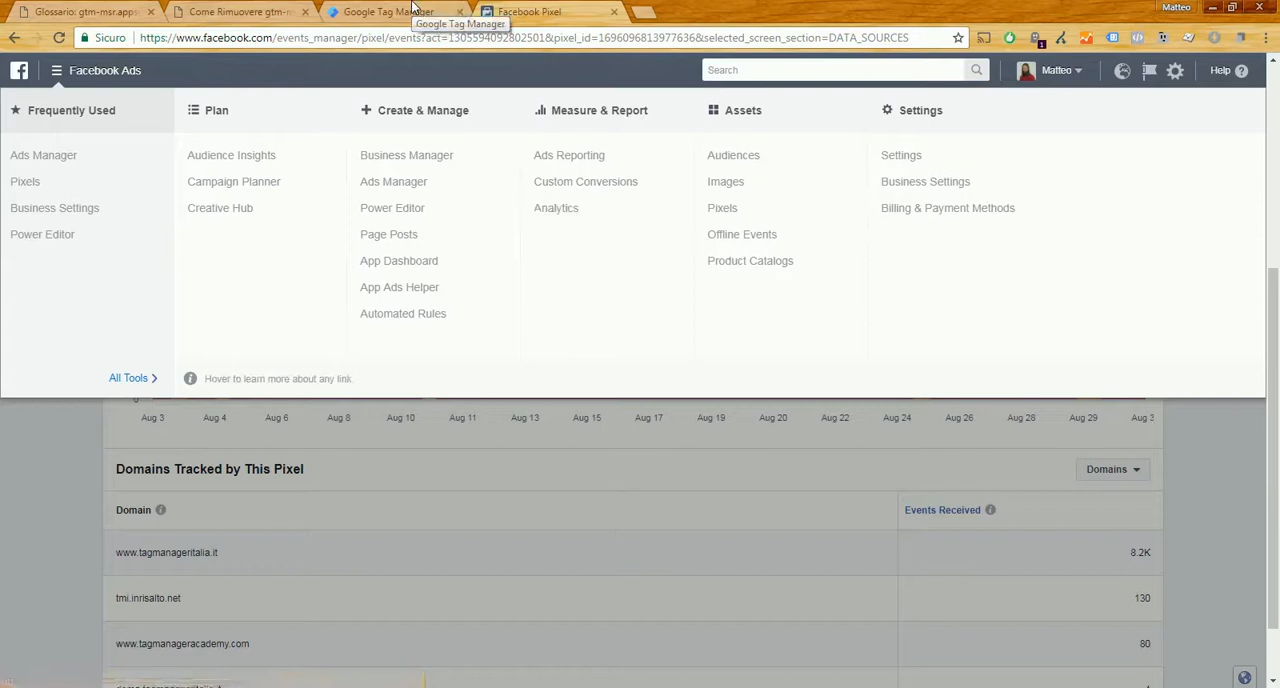 Matteo
Glossario: gtm-msr.apps
Come Rimuovere gtm-m
Google Tag Manager
Facebook Pixel
Google Tag Manager
Sicuro
https://www.facebook.com/events_manager/pixel/events?act=1305594092802501&pixel_id=1696096813977636&selected_screen_section=DATA_SOURCES
1
Facebook Ads
Search
Matteo
Help
Frequently Used
Plan
Create & Manage
Measure & Report
Assets
Settings
Ads Manager
Audience Insights
Business Manager
Ads Reporting
Audiences
Settings
Pixels
Campaign Planner
Ads Manager
Custom Conversions
Images
Business Settings
Business Settings
Creative Hub
Power Editor
Analytics
Pixels
Billing & Payment Methods
Power Editor
Page Posts
Offline Events
App Dashboard
Product Catalogs
App Ads Helper
Automated Rules
All Tools
Hover to learn more about any link.
0
Aug 3
Aug 4
Aug 6
Aug 8
Aug 10
Aug 11
Aug 13
Aug 15
Aug 17
Aug 19
Aug 20
Aug 22
Aug 24
Aug 26
Aug 28
Aug 29
Aug 3
Domains Tracked by This Pixel
Domains
Domain
Events Received
www.tagmanageritalia.it
8.2K
tmi.inrisalto.net
130
www.tagmanageracademy.com
80